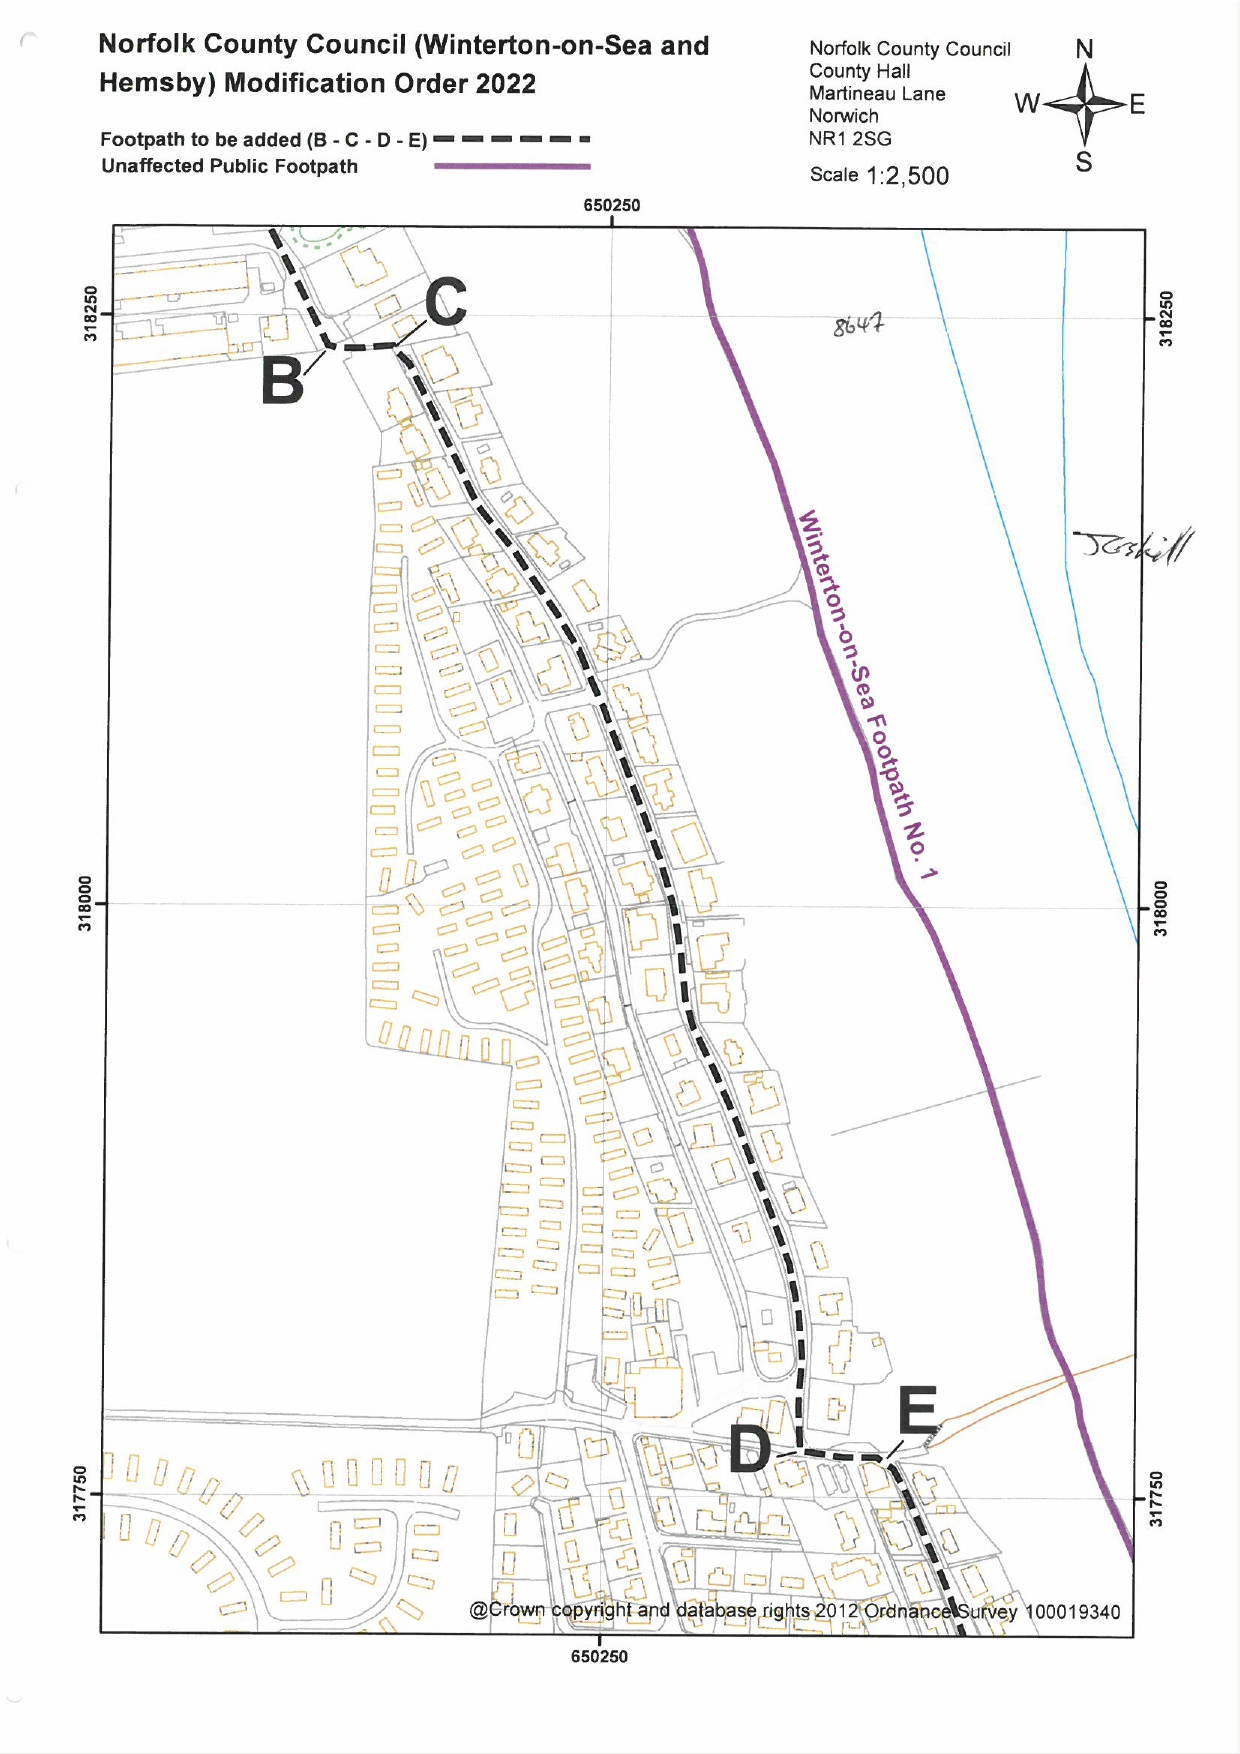 Norfolk County Council (Winterton-on-Sea and
Hemsby) Modification Order 2022
Footpath to be added (B - C - D - E)
Unaffected Public Footpath
Norfolk County Council
County Hall
Martineau Lane
Norwich
NR1 2SG
Scale 1:2,500
N
W E
S
650250
318250
318250
C
B
8647
Winterton-on-Sea Footpath No. 1
318000
318000
E
D
317750
317750
@Crown copyright and database rights 2012 Ordnance Survey 100019340
650250